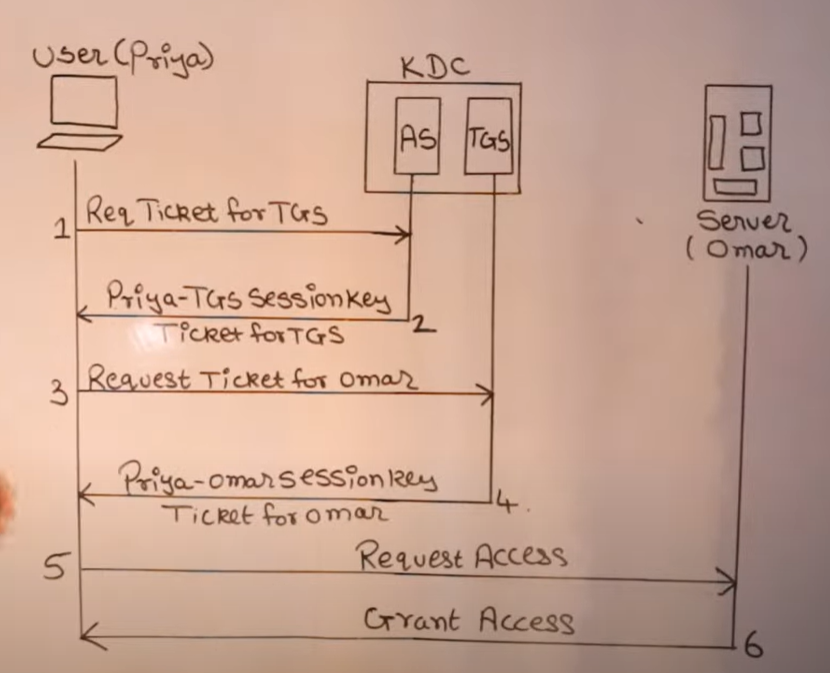 User (Priya)
KDC
AS
TGS
Server
(Omar)
1
Req Ticket for TGS
Priya-TGS Session Key
2
Ticket for TGS
3
Request Ticket for Omar
Priya-omar session key
4.
Ticket for omar
5
Request Access
Grant Access
6